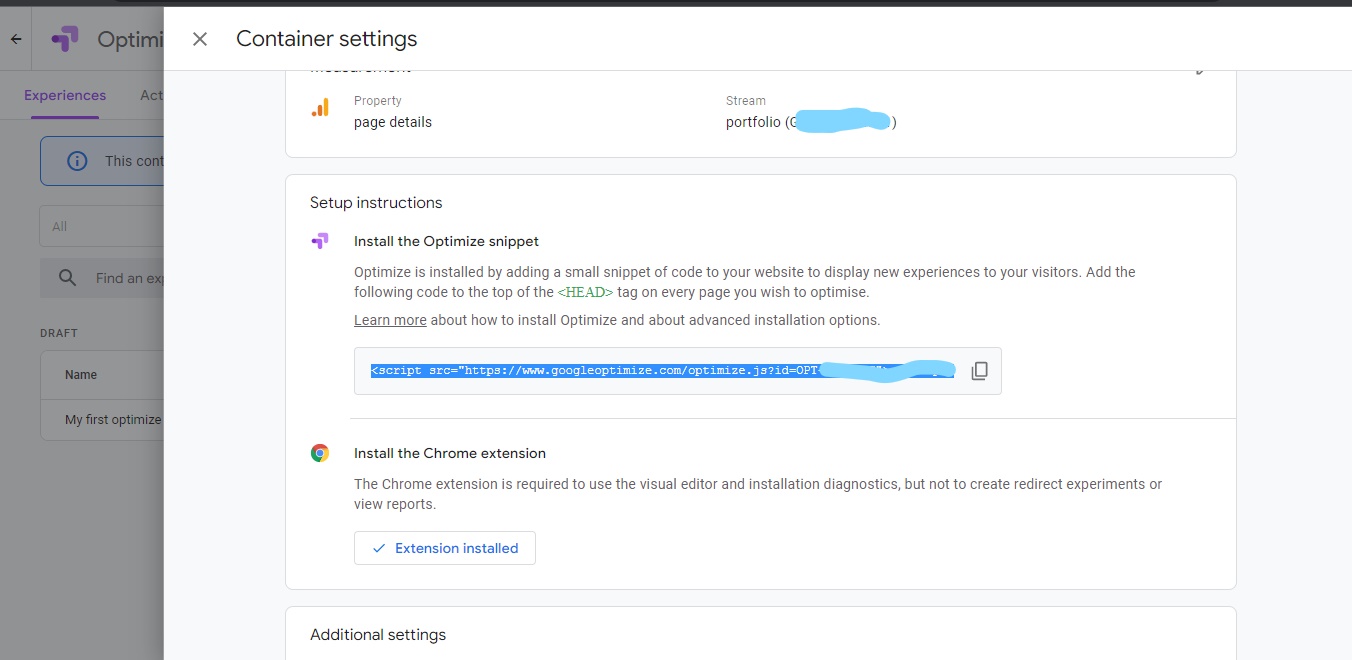 Optimi
Container settings
Experiences
Act
Measurement
Property
page details
Stream
portfolio (G )
This cont
All
Find an exp
DRAFT
Name
My first optimize
Setup instructions
Install the Optimize snippet
Optimize is installed by adding a small snippet of code to your website to display new experiences to your visitors. Add the
following code to the top of the <HEAD> tag on every page you wish to optimise.
Learn more about how to install Optimize and about advanced installation options.
<script src="https://www.googleoptimize.com/optimize.js?id=OPT-
Install the Chrome extension
The Chrome extension is required to use the visual editor and installation diagnostics, but not to create redirect experiments or
view reports.
Extension installed
Additional settings